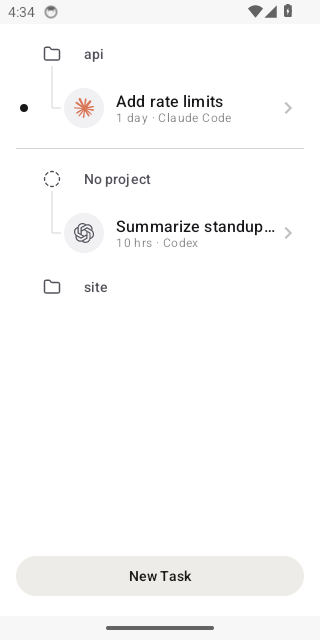 4:34
api
Add rate limits
1 day · Claude Code
No project
Summarize standup...
10 hrs · Codex
site
New Task